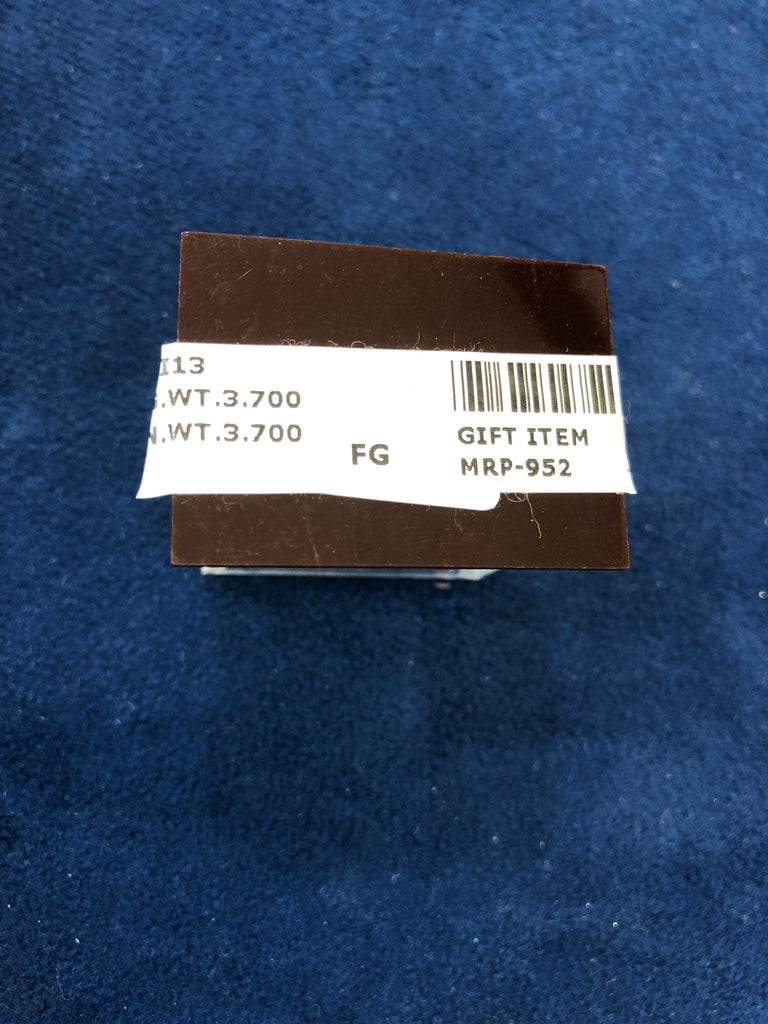 I13
G.WT.3.700
N.WT.3.700
FG
GIFT ITEM
MRP-952